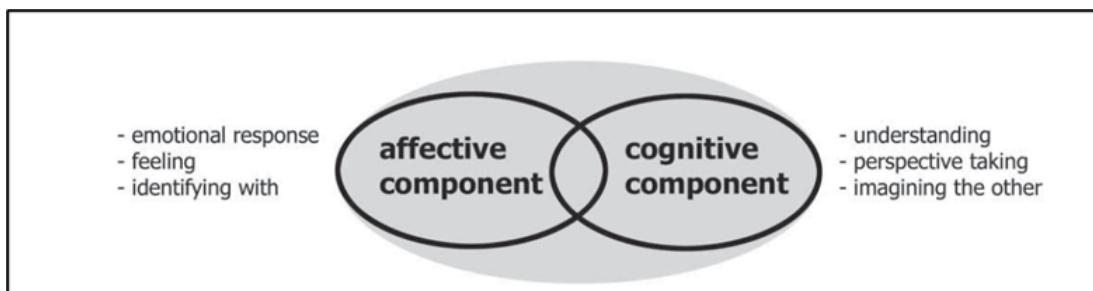 - emotional response
- feeling
- identifying with
affective
component
cognitive
component
- understanding
- perspective taking
- imagining the other